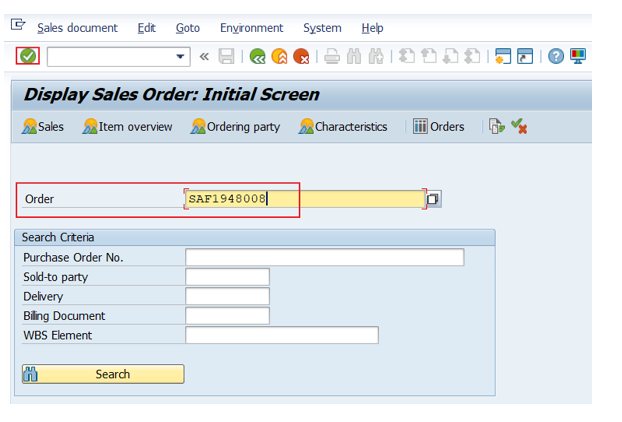 Sales document Edit Goto Environment System Help
Display Sales Order: Initial Screen
Sales Item overview Ordering party Characteristics Orders
Order SAF1948008
Search Criteria
Purchase Order No.
Sold-to party
Delivery
Billing Document
WBS Element
Search